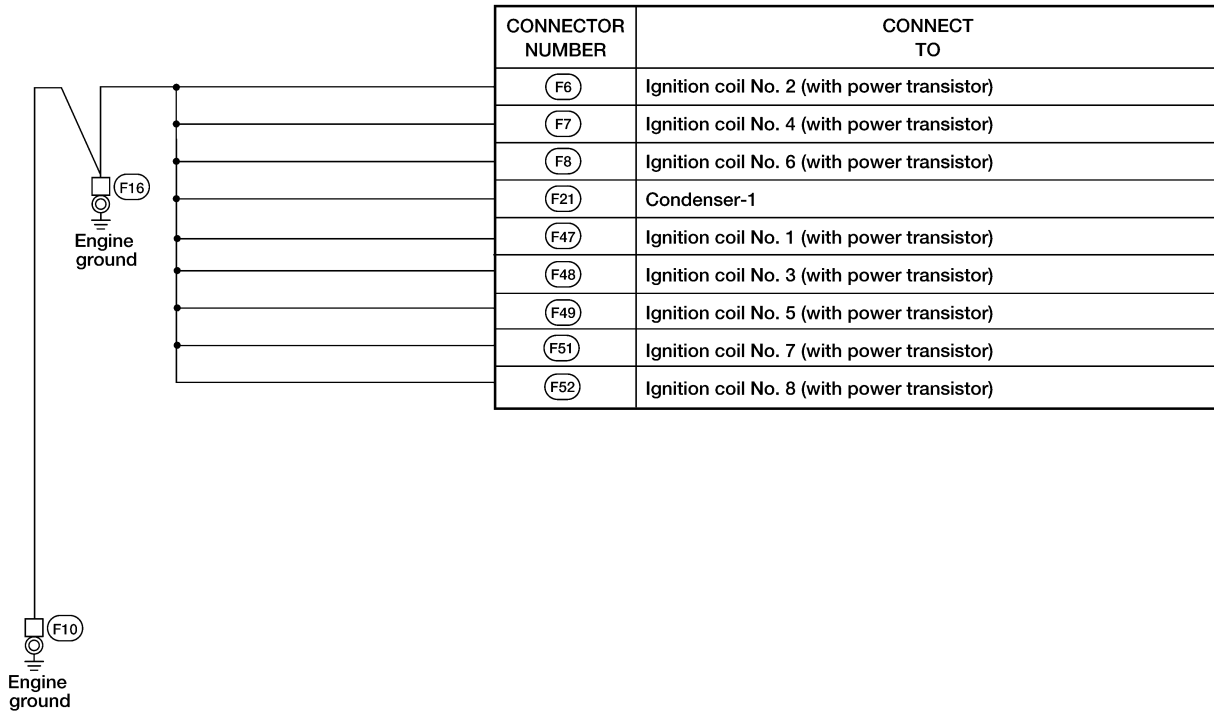 CONNECTOR NUMBER CONNECT TO
F6 Ignition coil No. 2 (with power transistor)
F7 Ignition coil No. 4 (with power transistor)
F8 Ignition coil No. 6 (with power transistor)
F21 Condenser-1
F47 Ignition coil No. 1 (with power transistor)
F48 Ignition coil No. 3 (with power transistor)
F49 Ignition coil No. 5 (with power transistor)
F51 Ignition coil No. 7 (with power transistor)
F52 Ignition coil No. 8 (with power transistor)
F16
Engine
ground
F10
Engine
ground